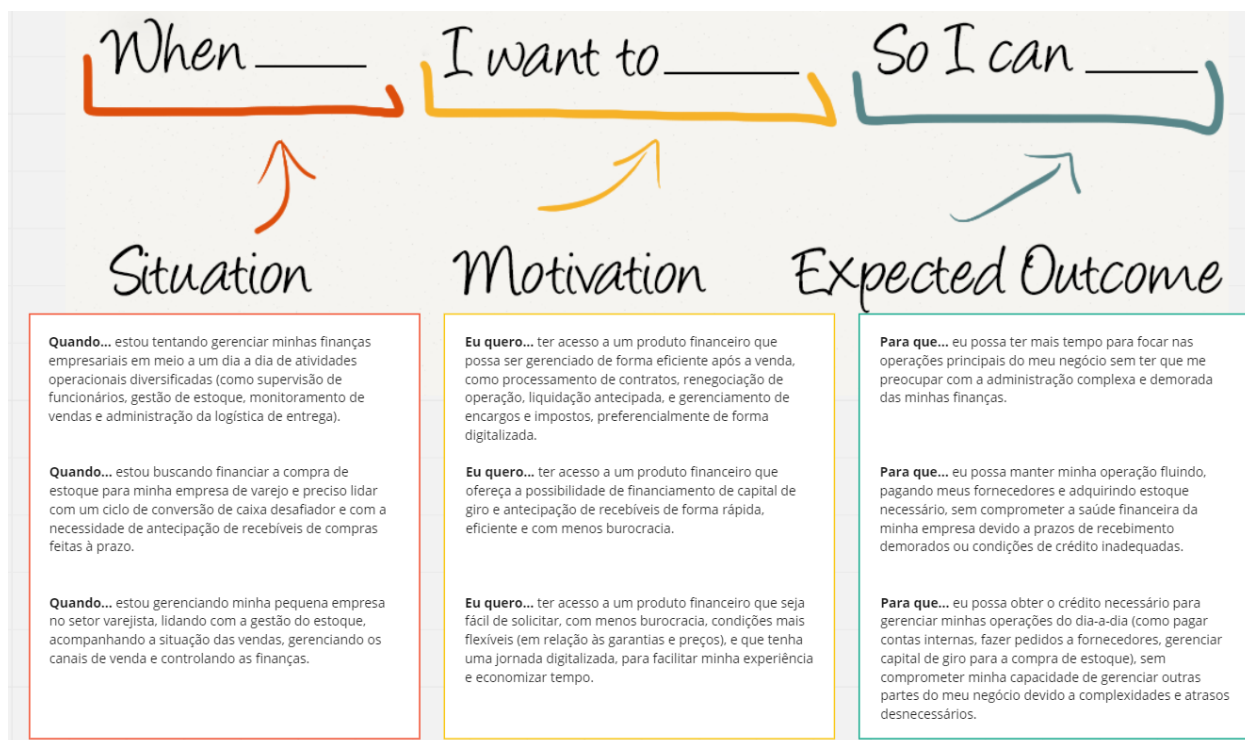 When ____ I want to ____ So I can ____
Situation Motivation Expected Outcome
Quando... estou tentando gerenciar minhas finanças
empresariais em meio a um dia a dia de atividades
operacionais diversificadas (como supervisão de
funcionários, gestão de estoque, monitoramento de
vendas e administração da logística de entrega).
Quando... estou buscando financiar a compra de
estoque para minha empresa de varejo e preciso lidar
com um ciclo de conversão de caixa desafiador e com a
necessidade de antecipação de recebíveis de compras
feitas à prazo.
Quando... estou gerenciando minha pequena empresa
no setor varejista, lidando com a gestão do estoque,
acompanhando a situação das vendas, gerenciando os
canais de venda e controlando as finanças.
Eu quero... ter acesso a um produto financeiro que
possa ser gerenciado de forma eficiente após a venda,
como processamento de contratos, renegociação de
operação, liquidação antecipada, e gerenciamento de
encargos e impostos, preferencialmente de forma
digitalizada.
Eu quero... ter acesso a um produto financeiro que
ofereça a possibilidade de financiamento de capital de
giro e antecipação de recebíveis de forma rápida,
eficiente e com menos burocracia.
Eu quero... ter acesso a um produto financeiro que seja
fácil de solicitar, com menos burocracia, condições mais
flexíveis (em relação às garantias e preços), e que tenha
uma jornada digitalizada, para facilitar minha experiência
e economizar tempo.
Para que... eu possa ter mais tempo para focar nas
operações principais do meu negócio sem ter que me
preocupar com a administração complexa e demorada
das minhas finanças.
Para que... eu possa manter minha operação fluindo,
pagando meus fornecedores e adquirindo estoque
necessário, sem comprometer a saúde financeira da
minha empresa devido a prazos de recebimento
demorados ou condições de crédito inadequadas.
Para que... eu possa obter o crédito necessário para
gerenciar minhas operações do dia-a-dia (como pagar
contas internas, fazer pedidos a fornecedores, gerenciar
capital de giro para a compra de estoque), sem
comprometer minha capacidade de gerenciar outras
partes do meu negócio devido a complexidades e atrasos
desnecessários.